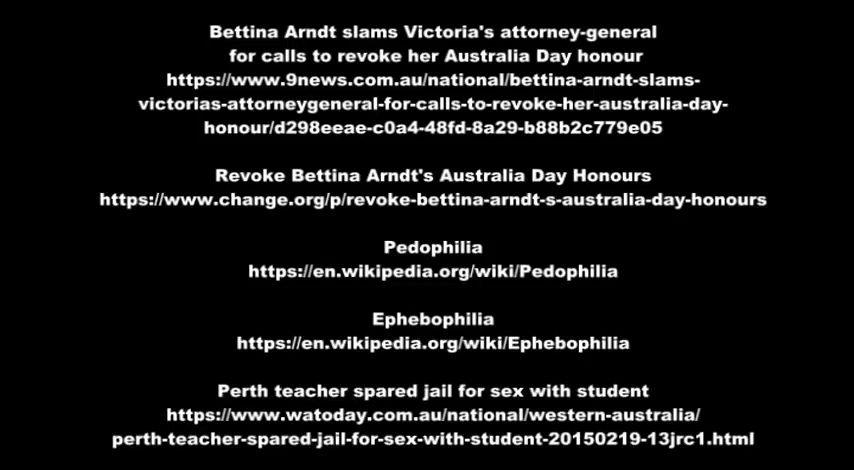 Bettina Arndt slams Victoria's attorney-general
for calls to revoke her Australia Day honour
https://www.9news.com.au/national/bettina-arndt-slams-
victorias-attorneygeneral-for-calls-to-revoke-her-australia-day-
honour/d298eeae-c0a4-48fd-8a29-b88b2c779e05
Revoke Bettina Arndt's Australia Day Honours
https://www.change.org/p/revoke-bettina-arndt-s-australia-day-honours
Pedophilia
https://en.wikipedia.org/wiki/Pedophilia
Ephebophilia
https://en.wikipedia.org/wiki/Ephebophilia
Perth teacher spared jail for sex with student
https://www.watoday.com.au/national/western-australia/
perth-teacher-spared-jail-for-sex-with-student-20150219-13jrc1.html